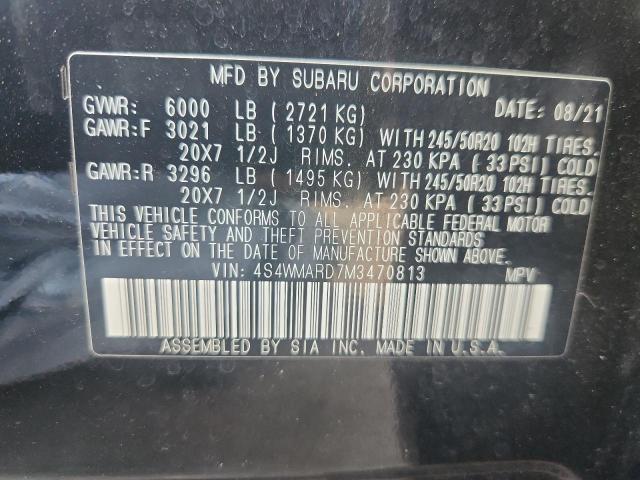 MFD BY SUBARU CORPORATION
GVWR: 6000 LB ( 2721 KG) DATE: 08/21
GAWR:F 3021 LB ( 1370 KG) WITH 245/50R20 102H TIRES.
20X7 1/2J RIMS. AT 230 KPA ( 33 PSI) COLD
GAWR:R 3296 LB ( 1495 KG) WITH 245/50R20 102H TIRES.
20X7 1/2J RIMS. AT 230 KPA ( 33 PSI) COLD
THIS VEHICLE CONFORMS TO ALL APPLICABLE FEDERAL MOTOR
VEHICLE SAFETY AND THEFT PREVENTION STANDARDS
IN EFFECT ON THE DATE OF MANUFACTURE SHOWN ABOVE.
VIN: 4S4WMARD7M3470813 MPV
ASSEMBLED BY SIA INC. MADE IN U.S.A.